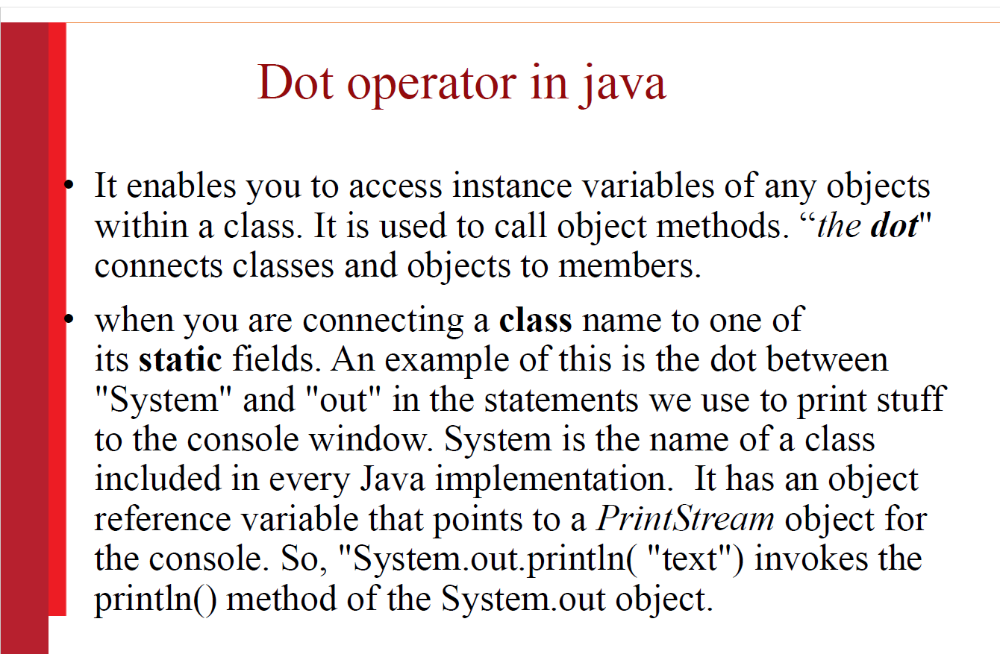 Dot operator in java
• It enables you to access instance variables of any objects
within a class. It is used to call object methods. “the dot"
connects classes and objects to members.
• when you are connecting a class name to one of
its static fields. An example of this is the dot between
"System" and "out" in the statements we use to print stuff
to the console window. System is the name of a class
included in every Java implementation.  It has an object
reference variable that points to a PrintStream object for
the console. So, "System.out.println( "text") invokes the
println() method of the System.out object.